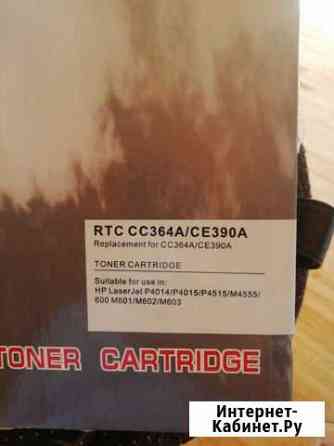 RTC CC364A/CE390A
Replacement for CC364A/CE390A
TONER CARTRIDGE
Suitable for use in:
HP LaserJet P4014/P4015/P4515/M4555/
600 M601/M602/M603
TONER CARTRIDGE
Интернет-
Кабинет.Ру